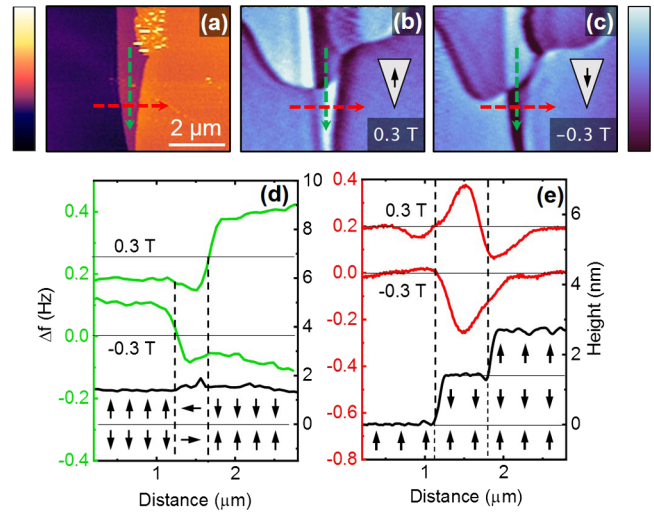 (a)
(b)
(c)
2 μm
0.3 T
–0.3 T
(d)
(e)
10
8
6
4
2
0
0.4
0.2
0.0
-0.2
-0.4
Δf (Hz)
0.3 T
-0.3 T
1
2
Distance (μm)
0.4
0.2
0.0
-0.2
-0.4
-0.6
-0.8
0.3 T
-0.3 T
6
4
2
0
Height (nm)
1
2
Distance (μm)